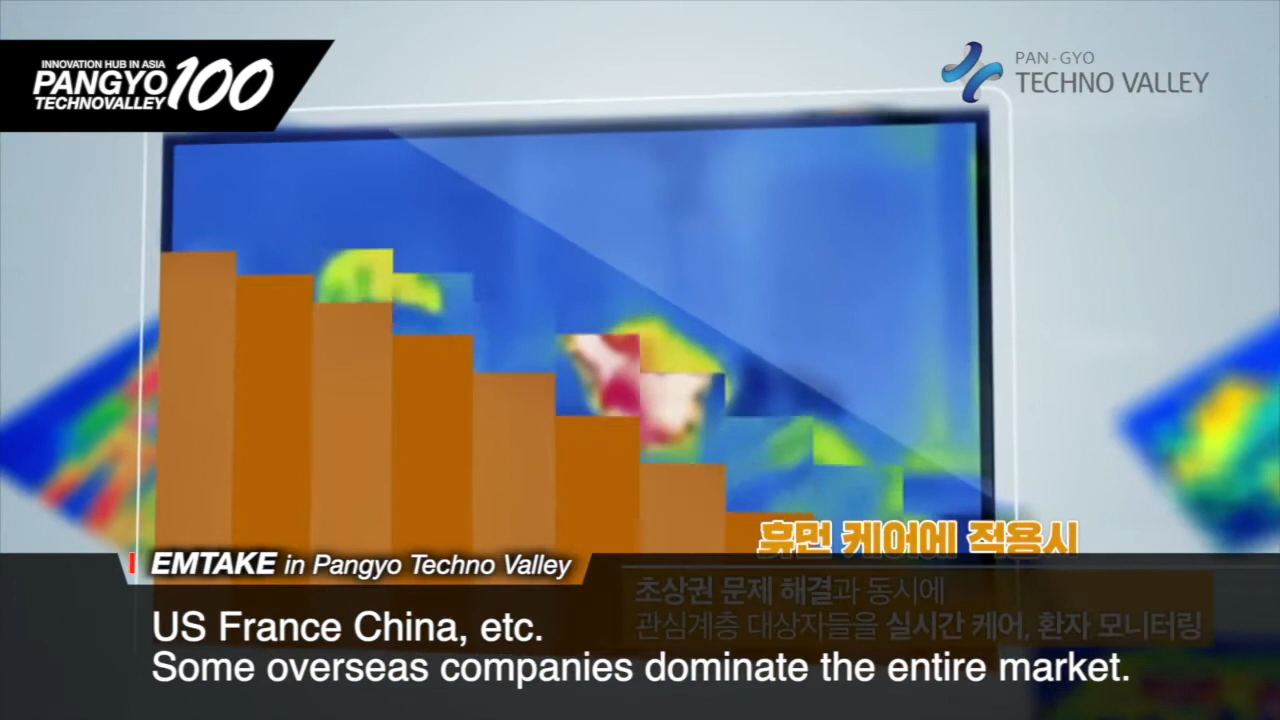 INNOVATION HUB IN ASIA
PANGYO
TECHNOVALLEY
100
PAN-GYO
TECHNO VALLEY
휴먼 케어에 적용시
EMTAKE in Pangyo Techno Valley
초상권 문제 해결과 동시에
관심계층 대상자들을 실시간 케어, 환자 모니터링
US France China, etc.
Some overseas companies dominate the entire market.